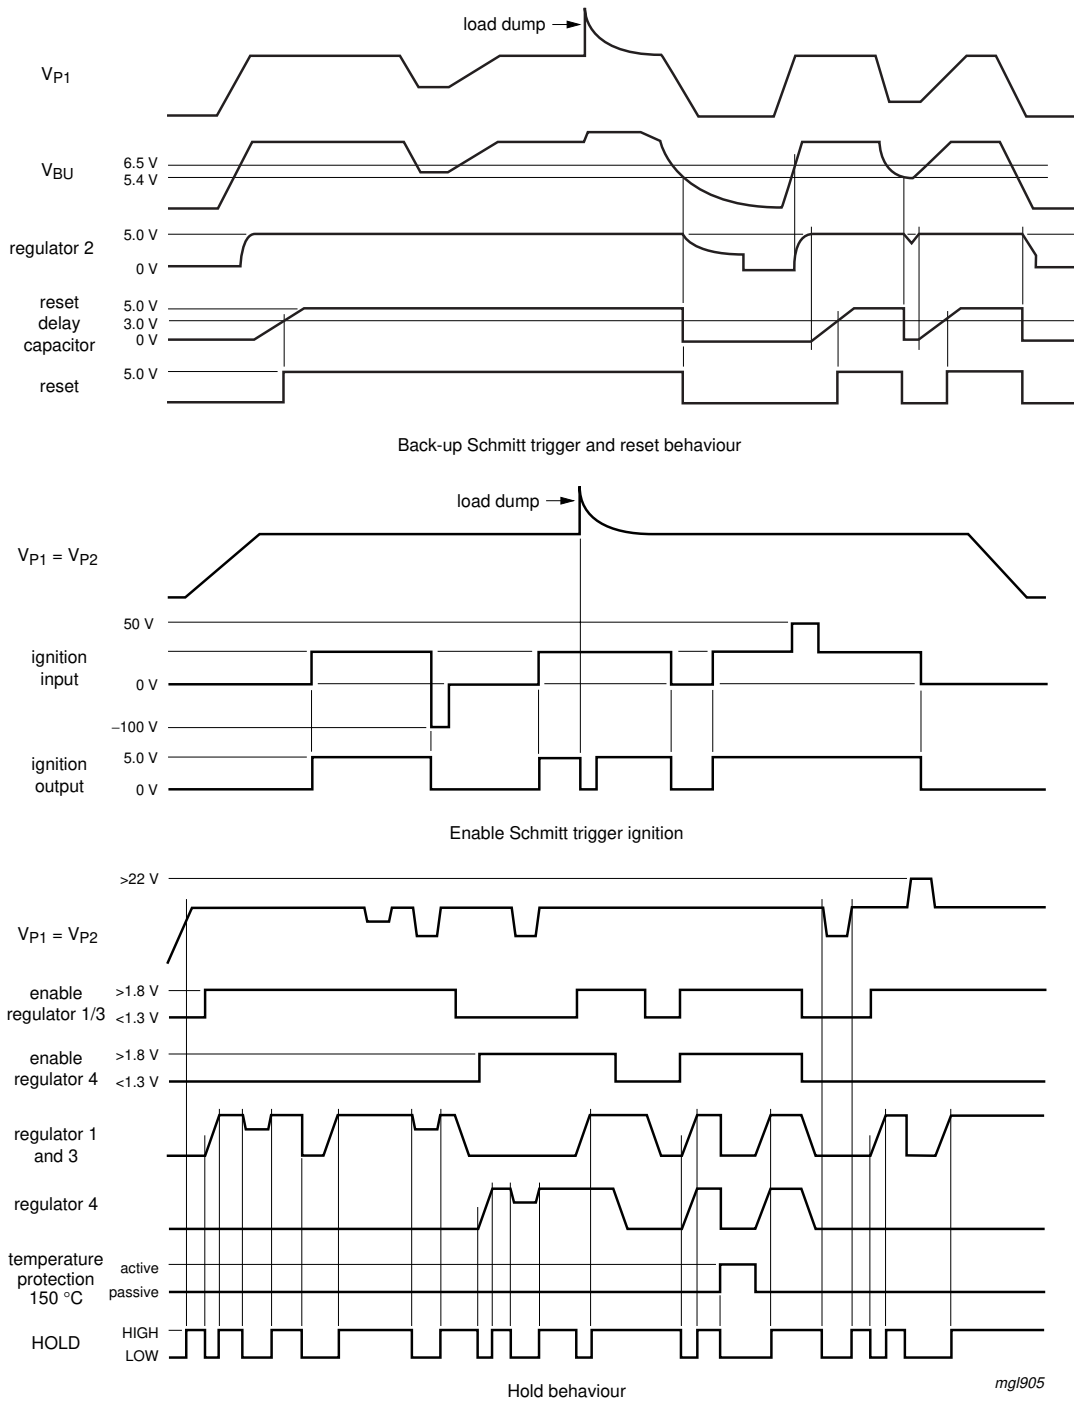 load dump
VP1
VBU
6.5 V
5.4 V
regulator 2
5.0 V
0 V
reset
delay
capacitor
5.0 V
3.0 V
0 V
reset
5.0 V
Back-up Schmitt trigger and reset behaviour
load dump
VP1 = VP2
ignition
input
50 V
0 V
−100 V
ignition
output
5.0 V
0 V
Enable Schmitt trigger ignition
>22 V
VP1 = VP2
enable
regulator 1/3
>1.8 V
<1.3 V
enable
regulator 4
>1.8 V
<1.3 V
regulator 1
and 3
regulator 4
temperature
protection
150 °C
active
passive
HOLD
HIGH
LOW
Hold behaviour
mgl905